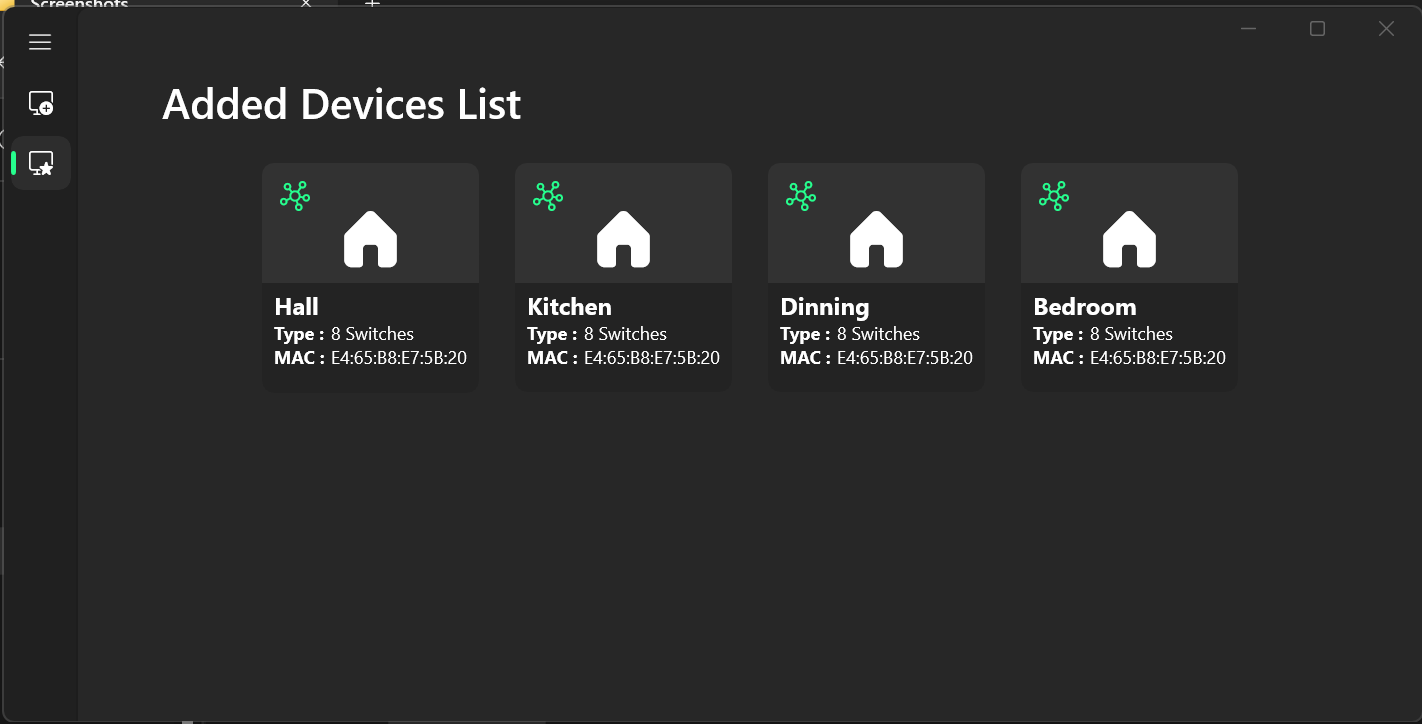 Screenshots
Added Devices List
Hall
Type : 8 Switches
MAC : E4:65:B8:E7:5B:20
Kitchen
Type : 8 Switches
MAC : E4:65:B8:E7:5B:20
Dinning
Type : 8 Switches
MAC : E4:65:B8:E7:5B:20
Bedroom
Type : 8 Switches
MAC : E4:65:B8:E7:5B:20